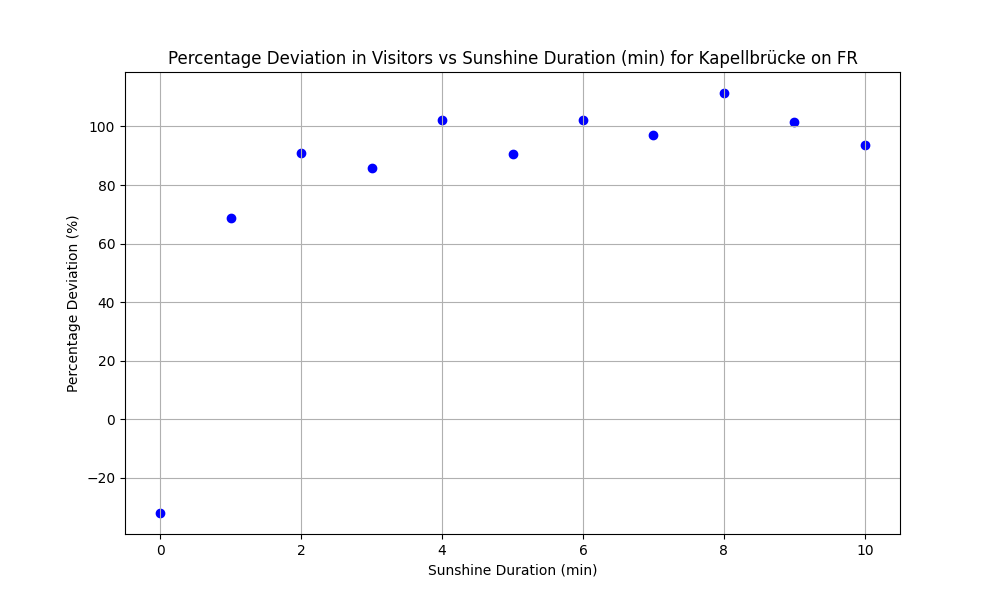 Percentage Deviation in Visitors vs Sunshine Duration (min) for Kapellbrücke on FR
Percentage Deviation (%)
100
80
60
40
20
0
−20
0 2 4 6 8 10
Sunshine Duration (min)